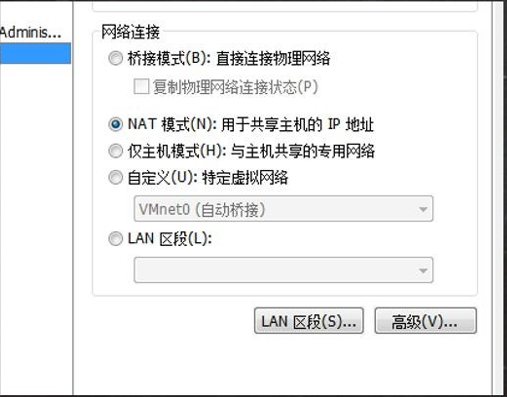 Adminis...
网络连接
桥接模式(B): 直接连接物理网络
复制物理网络连接状态(P)
NAT 模式(N): 用于共享主机的 IP 地址
仅主机模式(H): 与主机共享的专用网络
自定义(U): 特定虚拟网络
VMnet0 (自动桥接)
LAN 区段(L):
LAN 区段(S)... 高级(V)...